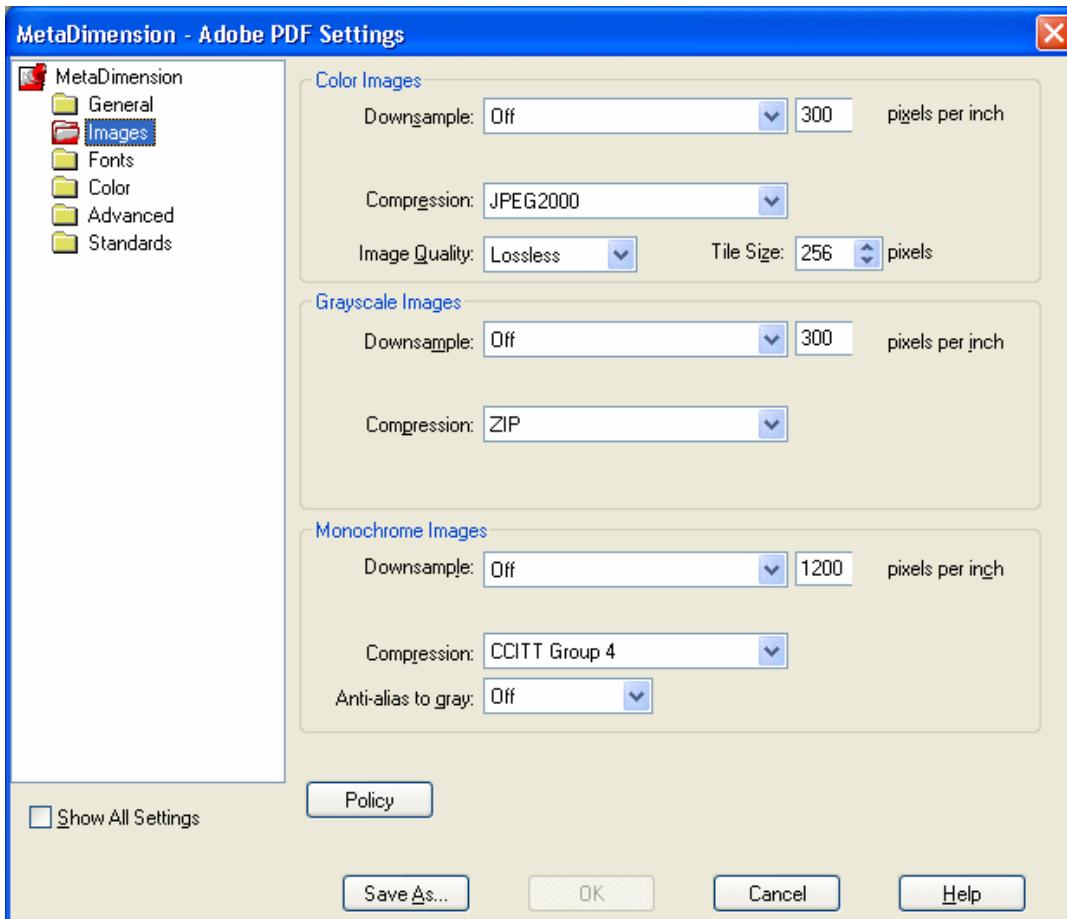 MetaDimension - Adobe PDF Settings
MetaDimension
General
Images
Fonts
Color
Advanced
Standards
Show All Settings
Color Images
Downsample: Off 300 pixels per inch
Compression: JPEG2000
Image Quality: Lossless Tile Size: 256 pixels
Grayscale Images
Downsample: Off 300 pixels per inch
Compression: ZIP
Monochrome Images
Downsample: Off 1200 pixels per inch
Compression: CCITT Group 4
Anti-alias to gray: Off
Policy
Save As... OK Cancel Help